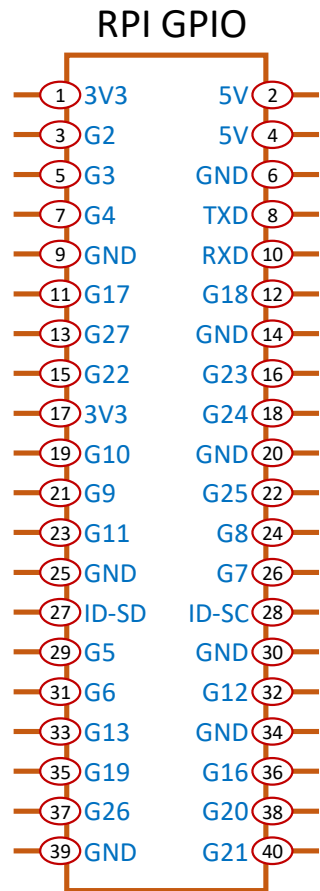 RPI GPIO
1 3V3 5V 2
3 G2 5V 4
5 G3 GND 6
7 G4 TXD 8
9 GND RXD 10
11 G17 G18 12
13 G27 GND 14
15 G22 G23 16
17 3V3 G24 18
19 G10 GND 20
21 G9 G25 22
23 G11 G8 24
25 GND G7 26
27 ID-SD ID-SC 28
29 G5 GND 30
31 G6 G12 32
33 G13 GND 34
35 G19 G16 36
37 G26 G20 38
39 GND G21 40